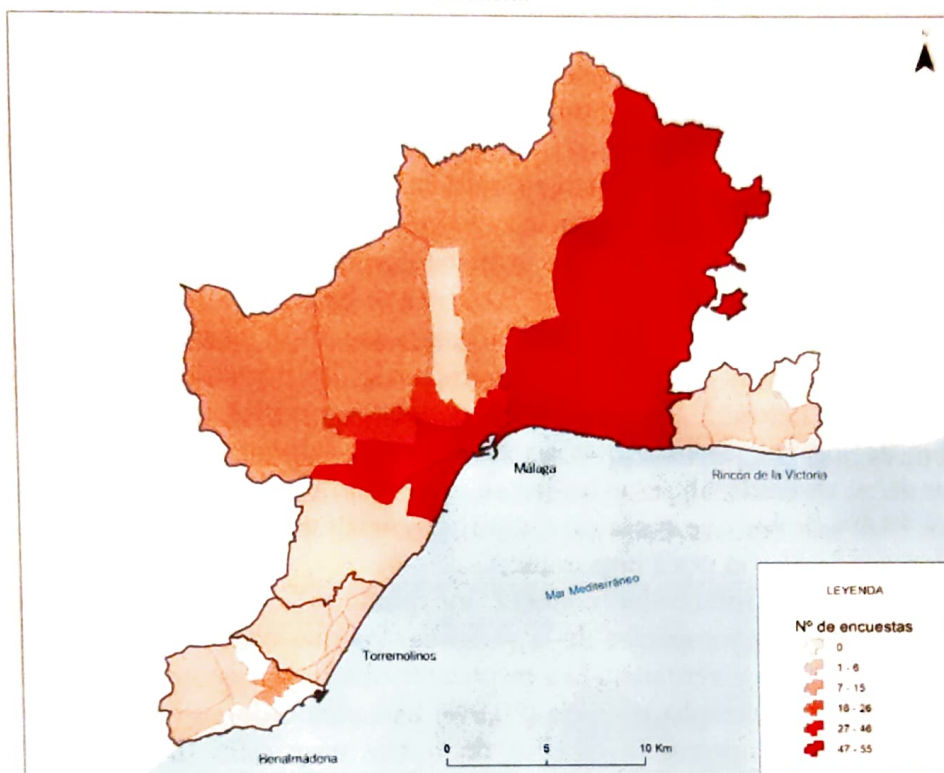 Málaga
Rincón de la Victoria
Mar Mediterráneo
Torremolinos
Benalmádena
0 5 10 Km
LEYENDA
Nº de encuestas
0
1 - 6
7 - 15
18 - 26
27 - 46
47 - 55